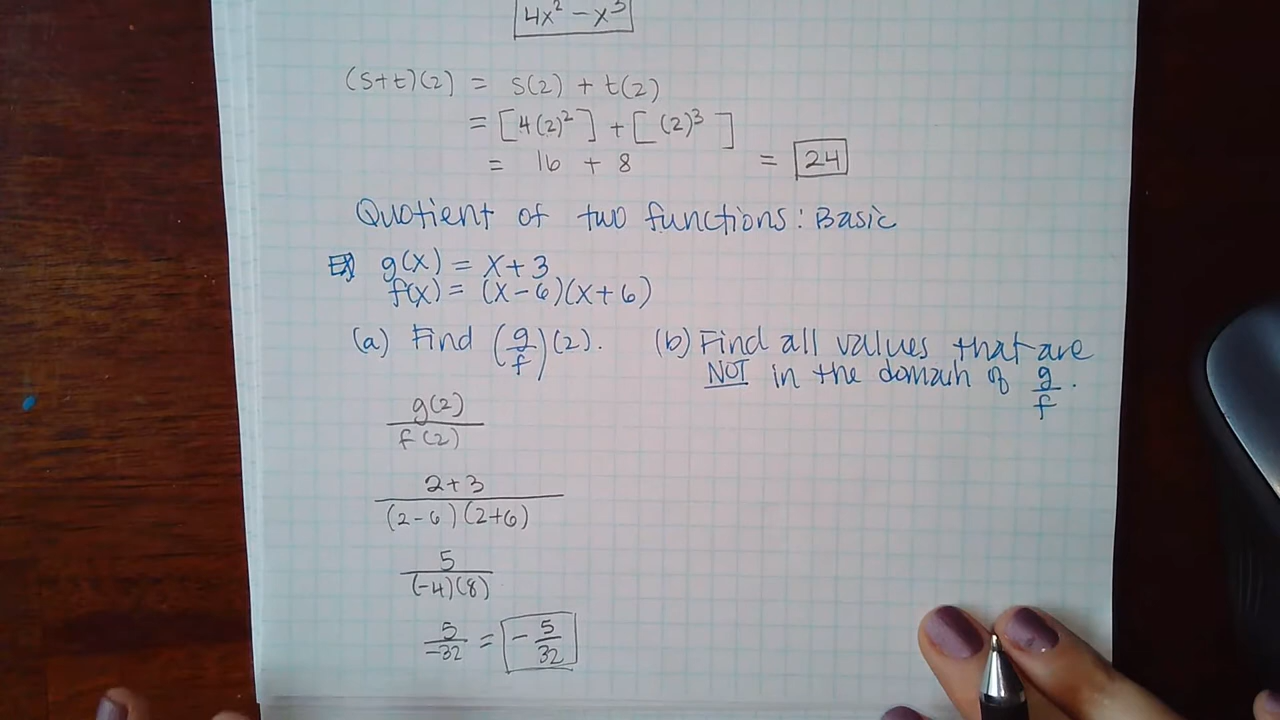 4x² - x³
(s+t)(2) = s(2) + t(2)
= [4(2)²] + [(2)³]
= 16 + 8 = 24
Quotient of two functions: Basic
Ex g(x) = x+3
f(x) = (x-6)(x+6)
(a) Find (g/f)(2).
g(2)/f(2)
2+3/(2-6)(2+6)
5/(-4)(8)
5/-32 = -5/32
(b) Find all values that are
NOT in the domain of g/f.